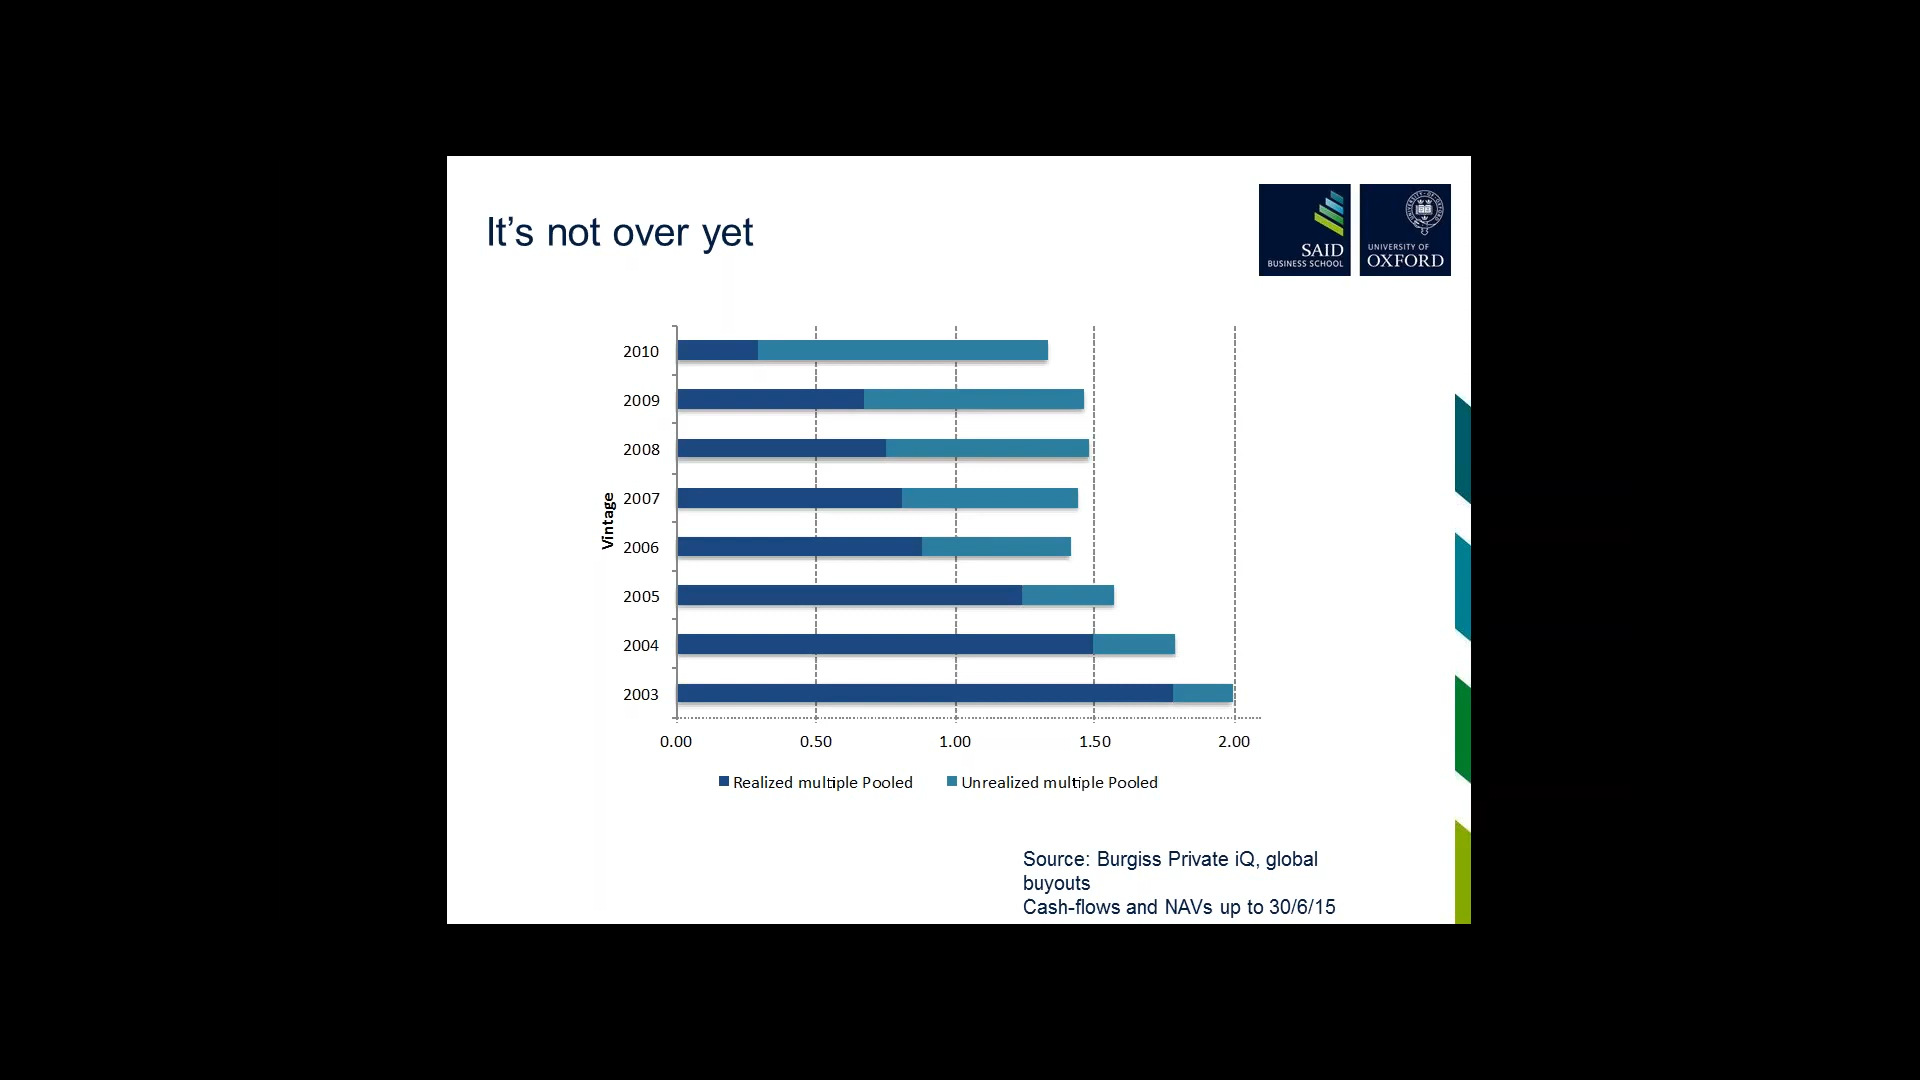 It's not over yet
SAID
BUSINESS SCHOOL
UNIVERSITY OF
OXFORD
2010
2009
2008
2007
2006
2005
2004
2003
Vintage
0.00 0.50 1.00 1.50 2.00
Realized multiple Pooled Unrealized multiple Pooled
Source: Burgiss Private iQ, global
buyouts
Cash-flows and NAVs up to 30/6/15